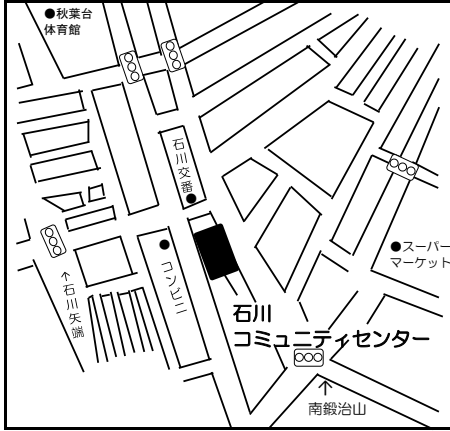 ●秋葉台
体育館
石川交番
●スーパー
マーケット
コンビニ
↑石川矢端
石川
コミュニティセンター
↑
南鍛治山